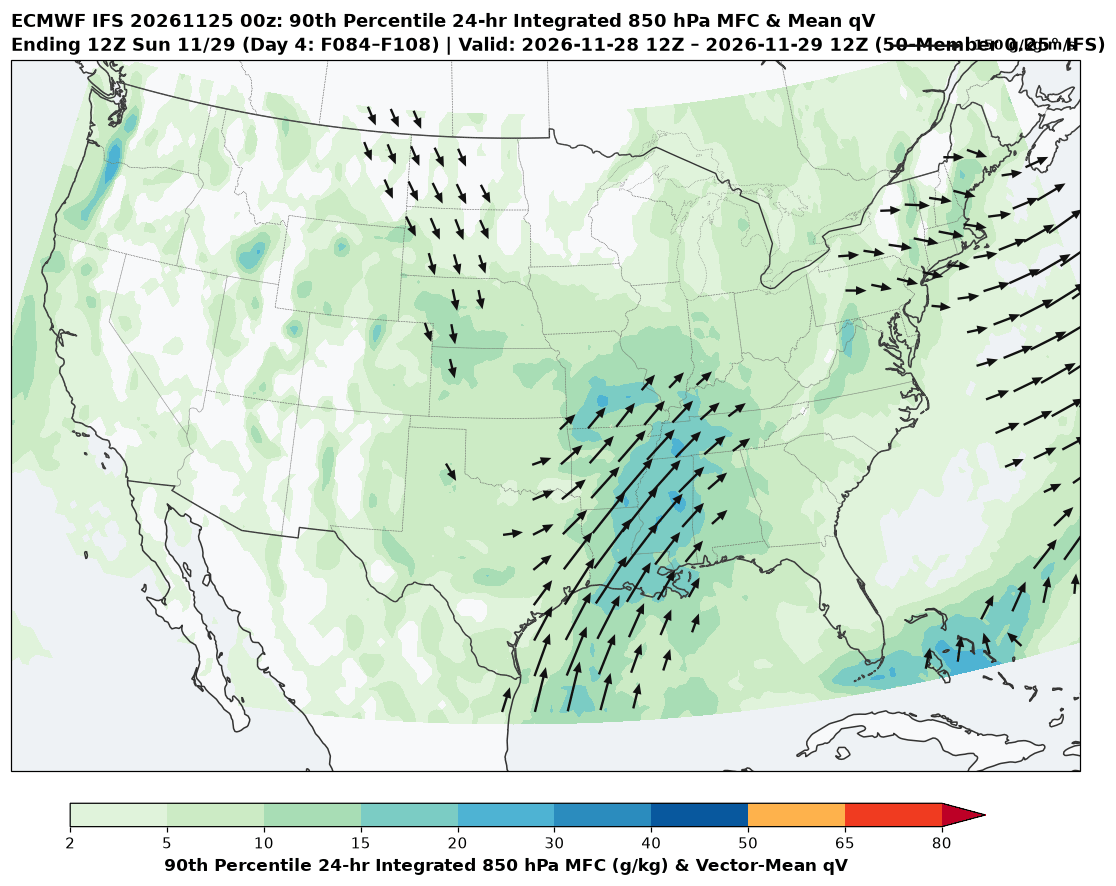 ECMWF IFS 20261125 00z: 90th Percentile 24-hr Integrated 850 hPa MFC & Mean qV
Ending 12Z Sun 11/29 (Day 4: F084–F108) | Valid: 2026-11-28 12Z – 2026-11-29 12Z (50-Member 0.25° IFS)
150 g/kg·m/s
2 5 10 15 20 30 40 50 65 80
90th Percentile 24-hr Integrated 850 hPa MFC (g/kg) & Vector-Mean qV